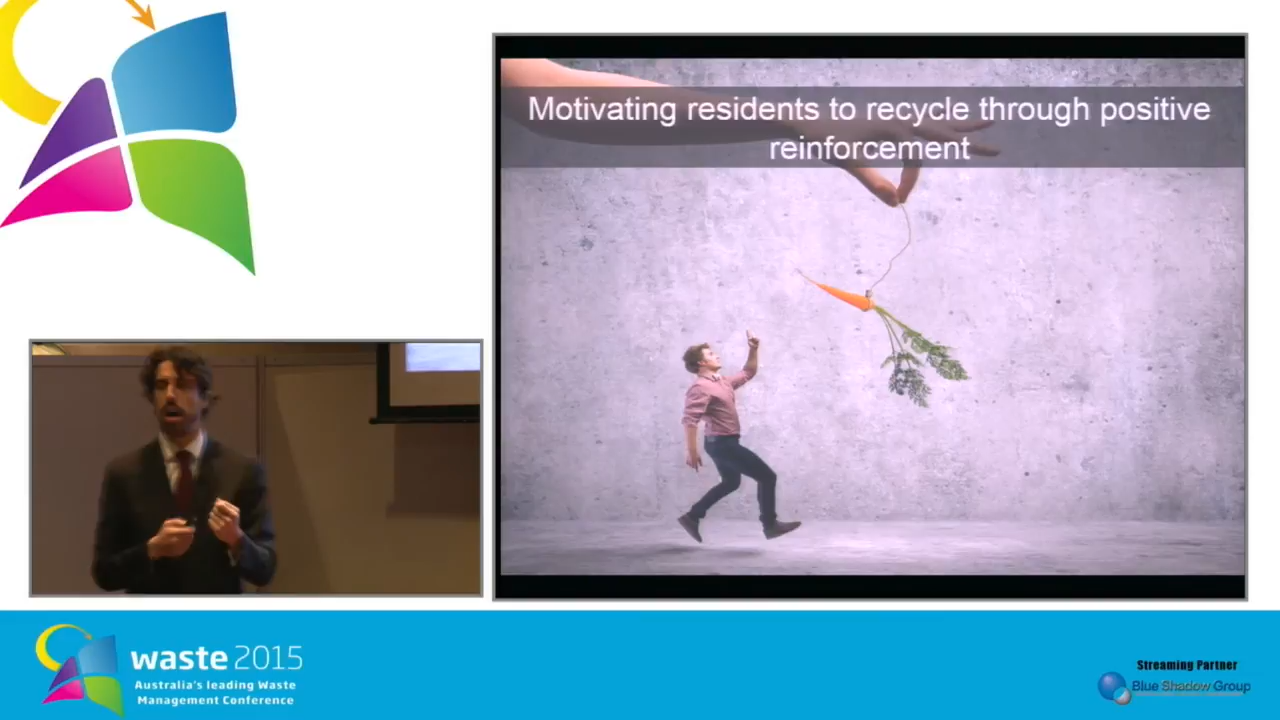 Motivating residents to recycle through positive
reinforcement
waste 2015
Australia's leading Waste
Management Conference
Streaming Partner
Blue Shadow Group